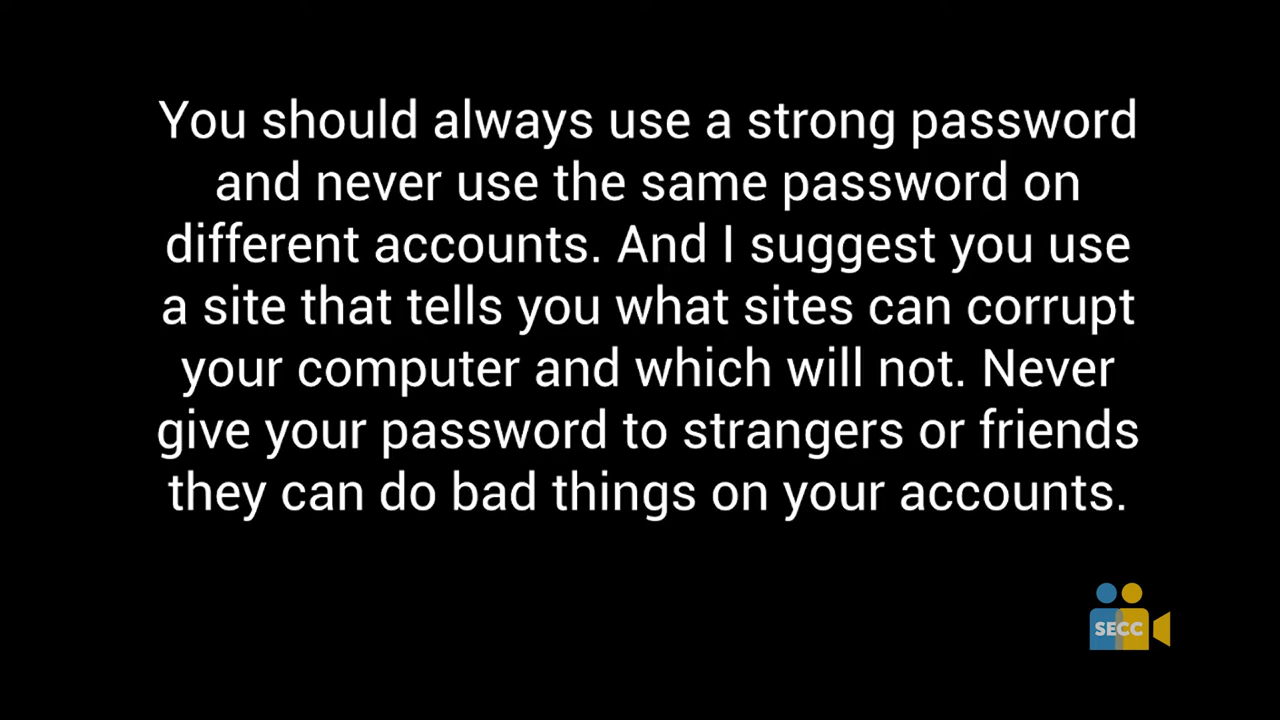 You should always use a strong password
and never use the same password on
different accounts. And I suggest you use
a site that tells you what sites can corrupt
your computer and which will not. Never
give your password to strangers or friends
they can do bad things on your accounts.
SECC